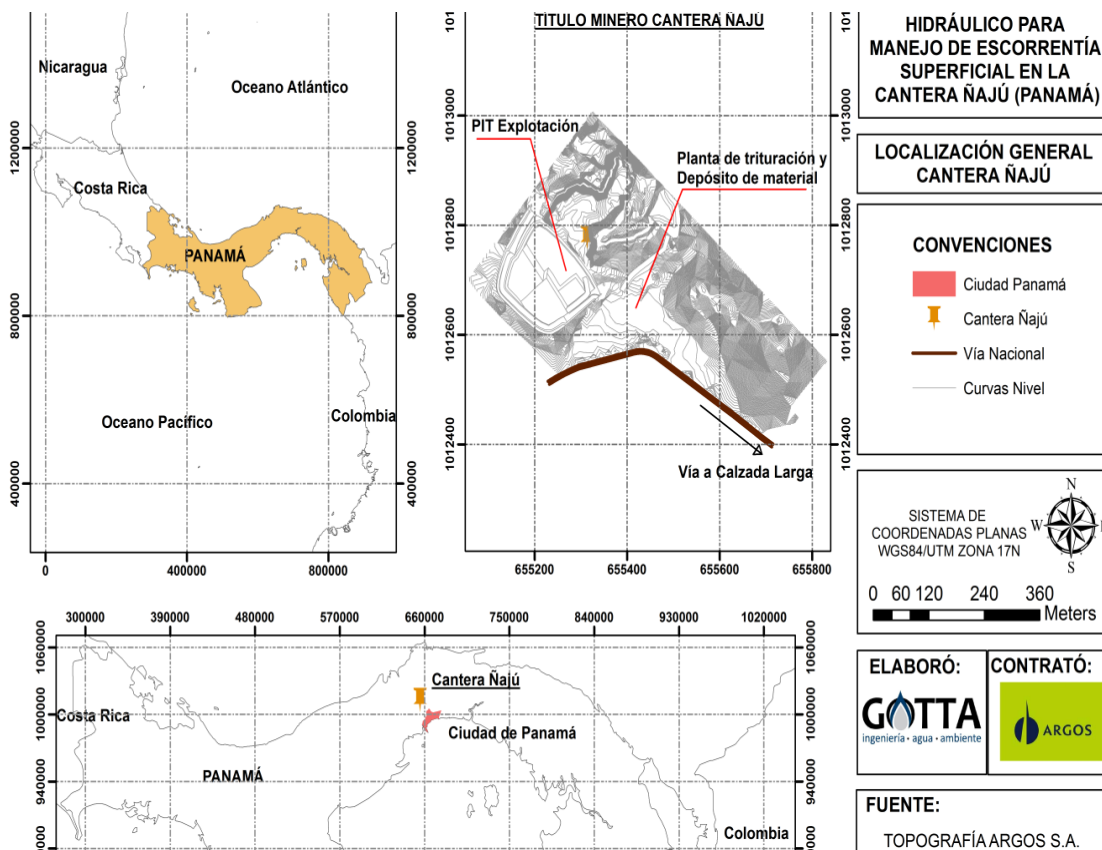 Nicaragua
Oceano Atlántico
Costa Rica
PANAMÁ
Oceano Pacífico
Colombia
1200000
800000
400000
1200000
800000
400000
0
400000
800000
TÍTULO MINERO CANTERA ÑAJÚ
101
101
PIT Explotación
Planta de trituración y
Depósito de material
Vía a Calzada Larga
1013000
1012800
1012600
1012400
1013000
1012800
1012600
1012400
655200
655400
655600
655800
300000
390000
480000
570000
660000
750000
840000
930000
1020000
1060000
1000000
940000
1060000
1000000
940000
Cantera Ñajú
Costa Rica
Ciudad de Panamá
PANAMÁ
Colombia
HIDRÁULICO PARA
MANEJO DE ESCORRENTÍA
SUPERFICIAL EN LA
CANTERA ÑAJÚ (PANAMÁ)
LOCALIZACIÓN GENERAL
CANTERA ÑAJÚ
CONVENCIONES
Ciudad Panamá
Cantera Ñajú
Vía Nacional
Curvas Nivel
SISTEMA DE
COORDENADAS PLANAS
WGS84/UTM ZONA 17N
N
W
S
0 60 120 240 360
Meters
ELABORÓ:
GOTTA
ingeniería • agua • ambiente
CONTRATÓ:
ARGOS
FUENTE:
TOPOGRAFÍA ARGOS S.A.